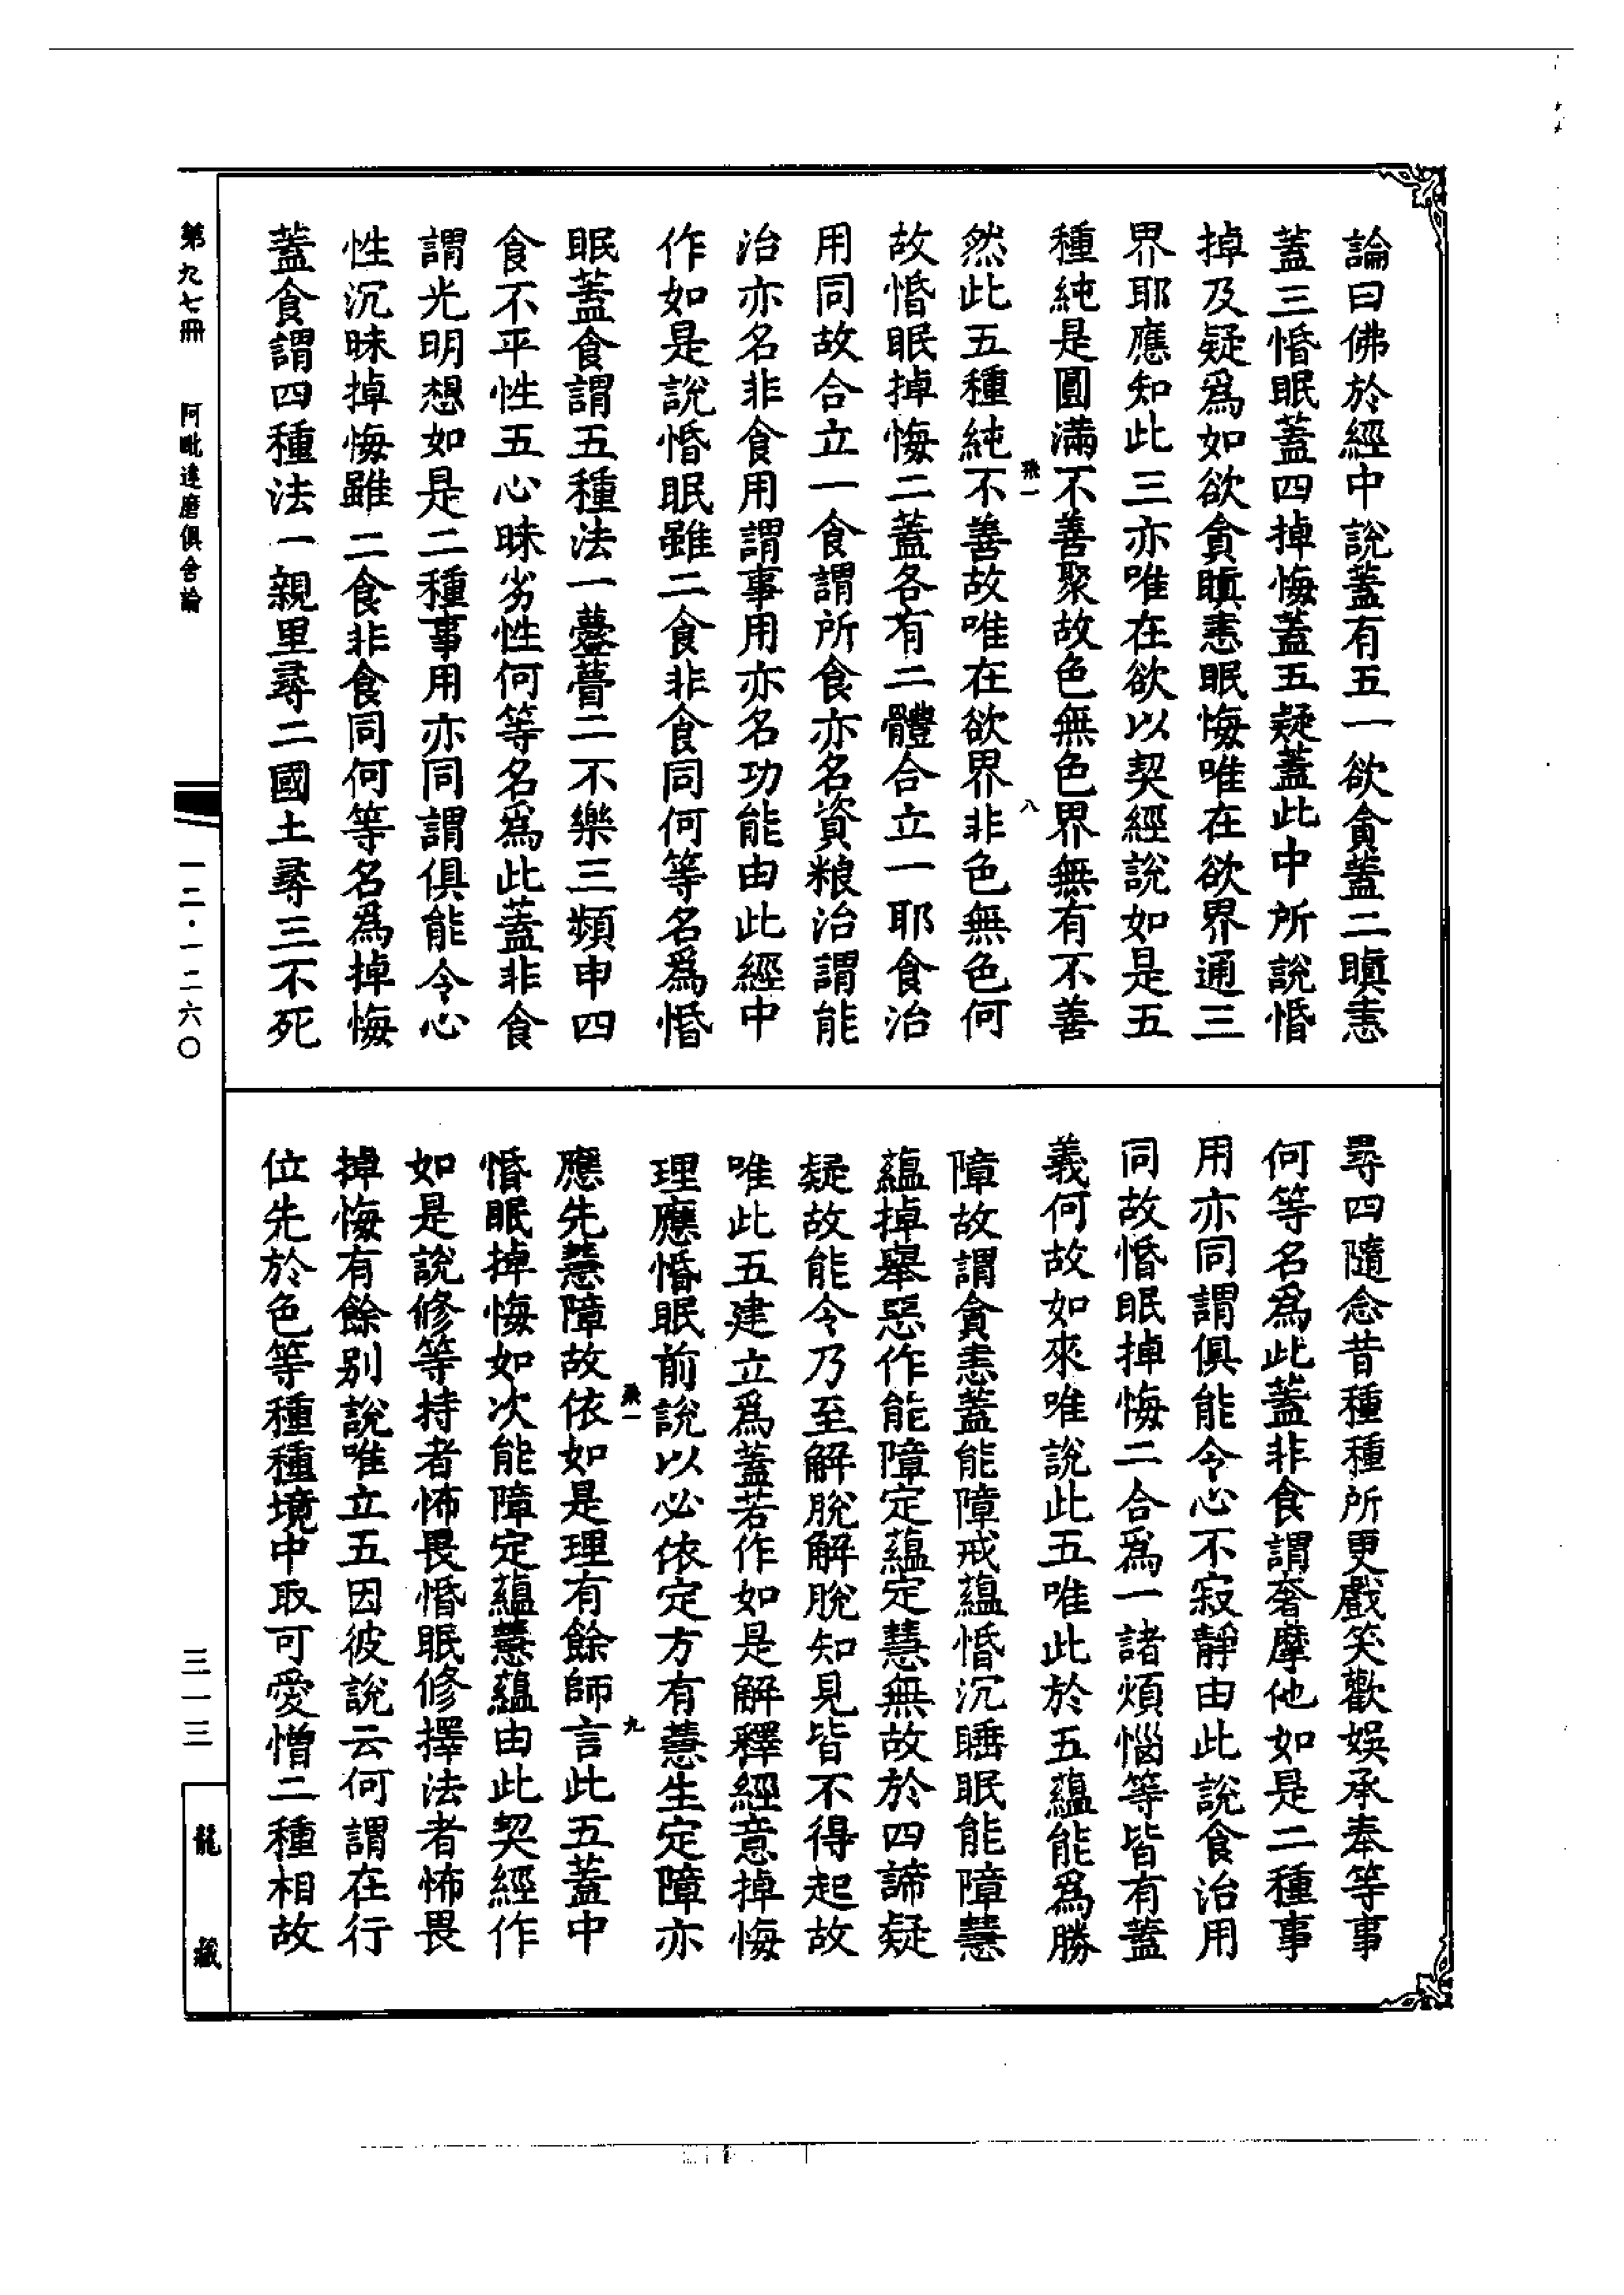 論曰佛於經中說蓋有五一欲貪蓋二瞋恚
蓋三惛眠蓋四掉悔蓋五疑蓋此中所說惛
掉及疑爲如欲貪瞋恚眠悔唯在欲界通三
界耶應知此三亦唯在欲以契經說如是五
種純是圓滿不善聚故色無色界無有不善
八
然此五種純不善故唯在欲界非色無色何
故惛眠掉悔二蓋各有二體合立一耶食治
用同故合立一食謂所食亦名資粮治謂能
治亦名非食用謂事用亦名功能由此經中
作如是說惛眠雖二食非食同何等名爲惛
眠蓋食謂五種法一薹瞢二不樂三頻申四
食不平性五心昧劣性何等名爲此蓋非食
謂光明想如是二種事用亦同謂俱能令心
性沉昧掉悔雖二食非食同何等名爲掉悔
蓋食謂四種法一親里尋二國土尋三不死
尋四隨念昔種種所更戲笑歡娛承奉等事
何等名爲此蓋非食謂奢摩他如是二種事
用亦同謂俱能令心不寂靜由此說食治用
同故惛眠掉悔二合爲一諸煩惱等皆有蓋
義何故如來唯說此五唯此於五蘊能爲勝
障故謂貪恚蓋能障戒蘊惛沉睡眠能障慧
蘊掉舉惡作能障定蘊定慧無故於四諦疑
疑故能令乃至解脫解脫知見皆不得起故
唯此五建立爲蓋若作如是解釋經意掉悔
理應惛眠前說以必依定方有慧生定障亦
九
應先慧障故依如是理有餘師言此五蓋中
惛眠掉悔如次能障定蘊慧蘊由此契經作
如是說修等持者怖畏惛眠修擇法者怖畏
掉悔有餘別說唯立五因彼說云何謂在行
位先於色等種種境中取可愛憎二種相故
第九七冊 阿毗達磨俱舍論 一二·一二六〇 三一三 龍藏